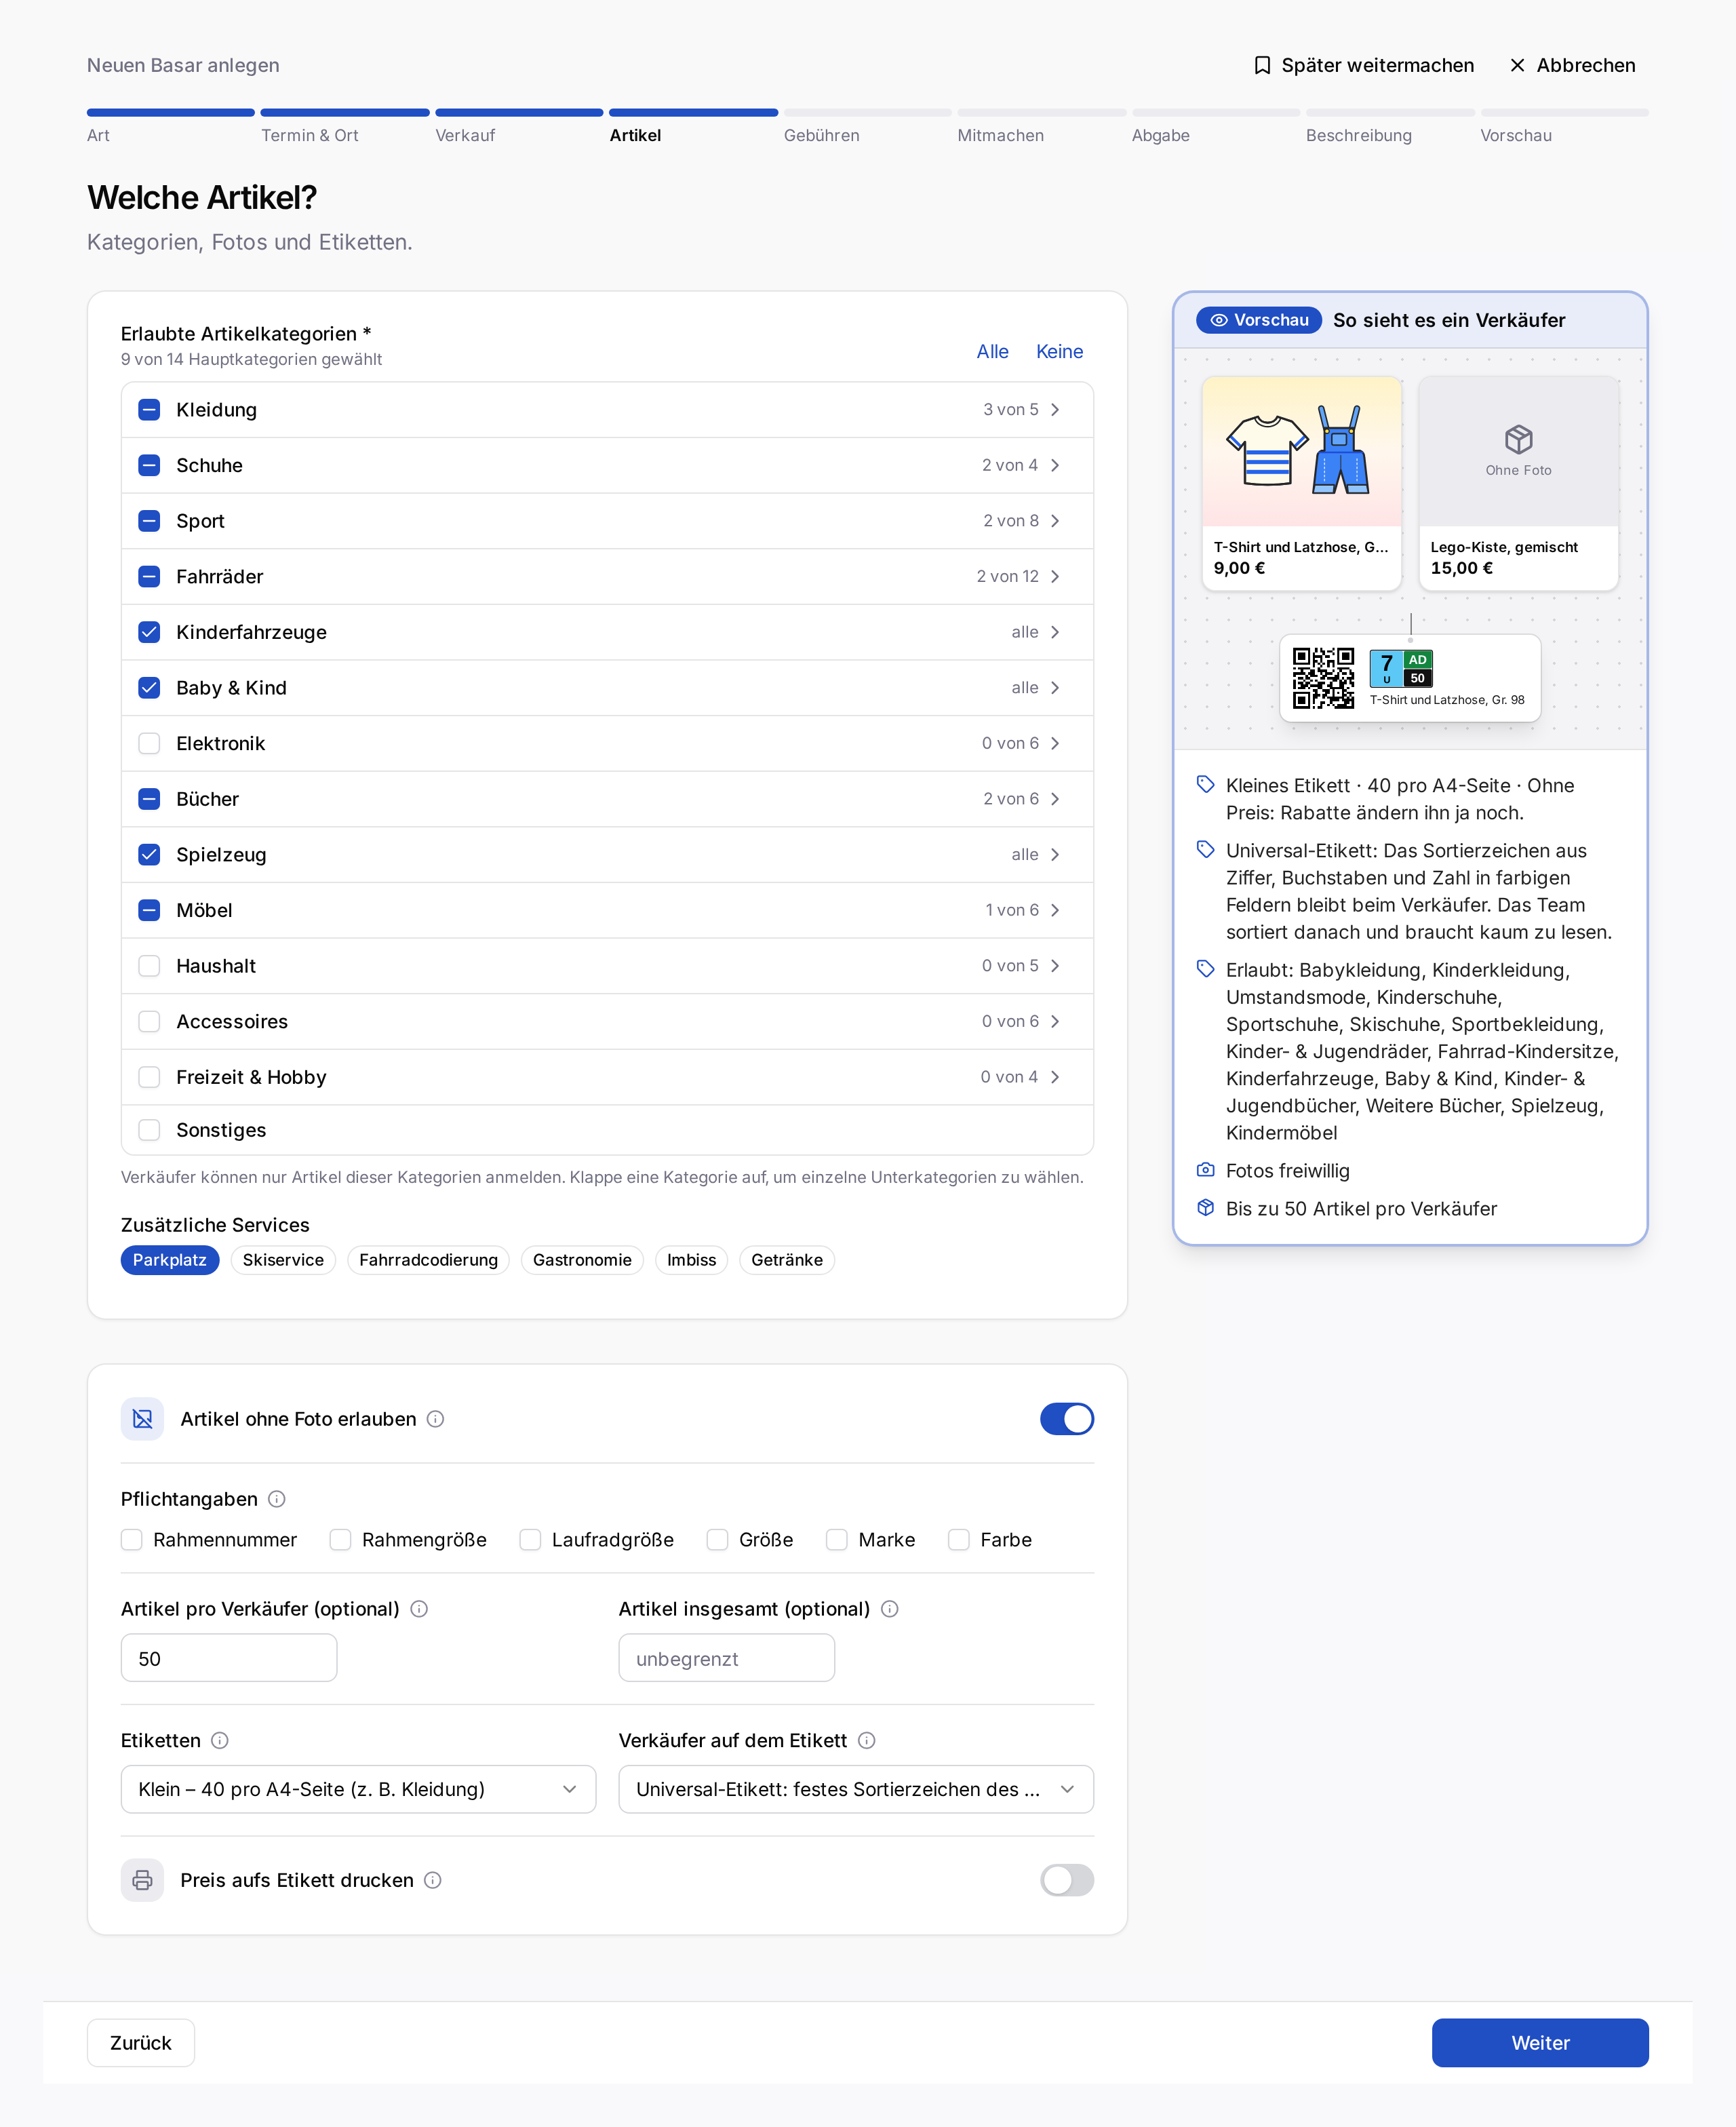 Neuen Basar anlegen
Später weitermachen
Abbrechen
Art
Termin & Ort
Verkauf
Artikel
Gebühren
Mitmachen
Abgabe
Beschreibung
Vorschau
Welche Artikel?
Kategorien, Fotos und Etiketten.
Erlaubte Artikelkategorien *
9 von 14 Hauptkategorien gewählt
Alle
Keine
Kleidung
3 von 5
Schuhe
2 von 4
Sport
2 von 8
Fahrräder
2 von 12
Kinderfahrzeuge
alle
Baby & Kind
alle
Elektronik
0 von 6
Bücher
2 von 6
Spielzeug
alle
Möbel
1 von 6
Haushalt
0 von 5
Accessoires
0 von 6
Freizeit & Hobby
0 von 4
Sonstiges
Verkäufer können nur Artikel dieser Kategorien anmelden. Klappe eine Kategorie auf, um einzelne Unterkategorien zu wählen.
Zusätzliche Services
Parkplatz
Skiservice
Fahrradcodierung
Gastronomie
Imbiss
Getränke
Artikel ohne Foto erlauben
Pflichtangaben
Rahmennummer
Rahmengröße
Laufradgröße
Größe
Marke
Farbe
Artikel pro Verkäufer (optional)
50
Artikel insgesamt (optional)
unbegrenzt
Etiketten
Klein – 40 pro A4-Seite (z. B. Kleidung)
Verkäufer auf dem Etikett
Universal-Etikett: festes Sortierzeichen des ...
Preis aufs Etikett drucken
Vorschau
So sieht es ein Verkäufer
T-Shirt und Latzhose, G...
9,00 €
Ohne Foto
Lego-Kiste, gemischt
15,00 €
7
U
AD
50
T-Shirt und Latzhose, Gr. 98
Kleines Etikett · 40 pro A4-Seite · Ohne
Preis: Rabatte ändern ihn ja noch.
Universal-Etikett: Das Sortierzeichen aus
Ziffer, Buchstaben und Zahl in farbigen
Feldern bleibt beim Verkäufer. Das Team
sortiert danach und braucht kaum zu lesen.
Erlaubt: Babykleidung, Kinderkleidung,
Umstandsmode, Kinderschuhe,
Sportschuhe, Skischuhe, Sportbekleidung,
Kinder- & Jugendräder, Fahrrad-Kindersitze,
Kinderfahrzeuge, Baby & Kind, Kinder- &
Jugendbücher, Weitere Bücher, Spielzeug,
Kindermöbel
Fotos freiwillig
Bis zu 50 Artikel pro Verkäufer
Zurück
Weiter